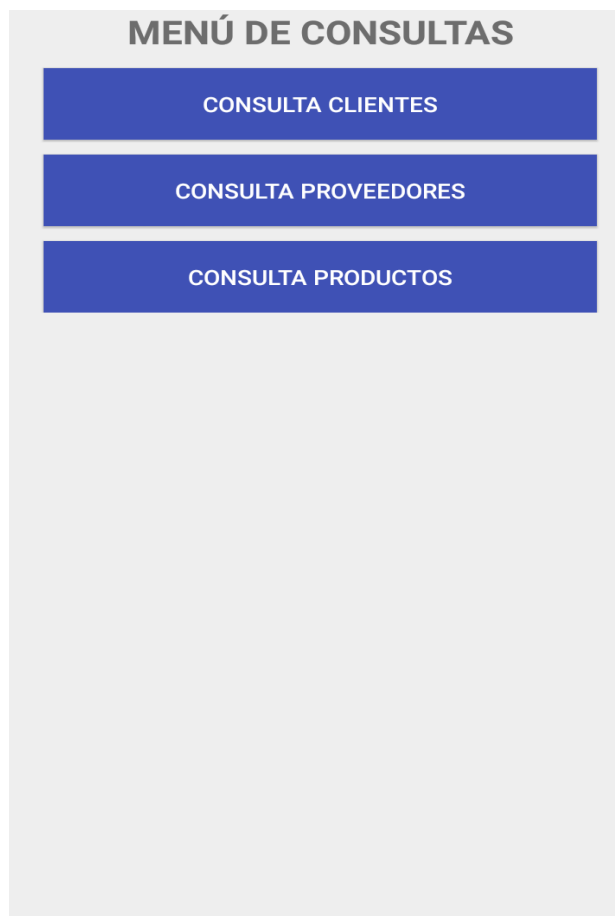 MENÚ DE CONSULTAS
CONSULTA CLIENTES
CONSULTA PROVEEDORES
CONSULTA PRODUCTOS